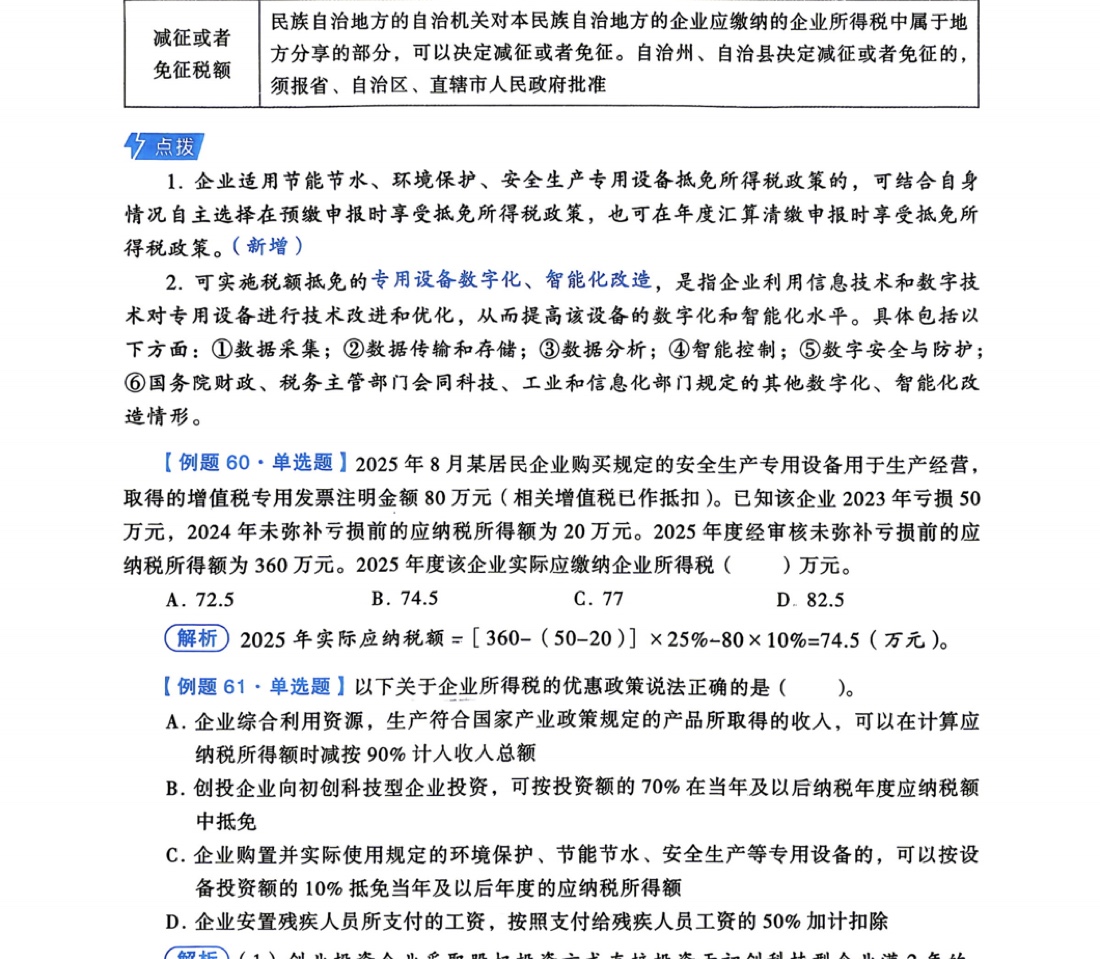 减征或者
免征税额
民族自治地方的自治机关对本民族自治地方的企业应缴纳的企业所得税中属于地
方分享的部分，可以决定减征或者免征。自治州、自治县决定减征或者免征的，
须报省、自治区、直辖市人民政府批准
点拨
1. 企业适用节能节水、环境保护、安全生产专用设备抵免所得税政策的，可结合自身
情况自主选择在预缴申报时享受抵免所得税政策，也可在年度汇算清缴申报时享受抵免所
得税政策。（新增）
2. 可实施税额抵免的专用设备数字化、智能化改造，是指企业利用信息技术和数字技
术对专用设备进行技术改进和优化，从而提高该设备的数字化和智能化水平。具体包括以
下方面：①数据采集；②数据传输和存储；③数据分析；④智能控制；⑤数字安全与防护；
⑥国务院财政、税务主管部门会同科技、工业和信息化部门规定的其他数字化、智能化改
造情形。
【例题 60·单选题】2025 年 8 月某居民企业购买规定的安全生产专用设备用于生产经营，
取得的增值税专用发票注明金额 80 万元（相关增值税已作抵扣）。已知该企业 2023 年亏损 50
万元，2024 年未弥补亏损前的应纳税所得额为 20 万元。2025 年度经审核未弥补亏损前的应
纳税所得额为 360 万元。2025 年度该企业实际应缴纳企业所得税（　　）万元。
A. 72.5 B. 74.5 C. 77 D. 82.5
解析 2025 年实际应纳税额 =［360-（50-20）］×25%-80×10%=74.5（万元）。
【例题 61·单选题】以下关于企业所得税的优惠政策说法正确的是（　　）。
A. 企业综合利用资源，生产符合国家产业政策规定的产品所取得的收入，可以在计算应
纳税所得额时减按 90% 计入收入总额
B. 创投企业向初创科技型企业投资，可按投资额的 70% 在当年及以后纳税年度应纳税额
中抵免
C. 企业购置并实际使用规定的环境保护、节能节水、安全生产等专用设备的，可以按设
备投资额的 10% 抵免当年及以后年度的应纳税所得额
D. 企业安置残疾人员所支付的工资，按照支付给残疾人员工资的 50% 加计扣除
解析（1）创业投资企业采取股权投资方式直接投资于初创科技型企业满 2 年的，